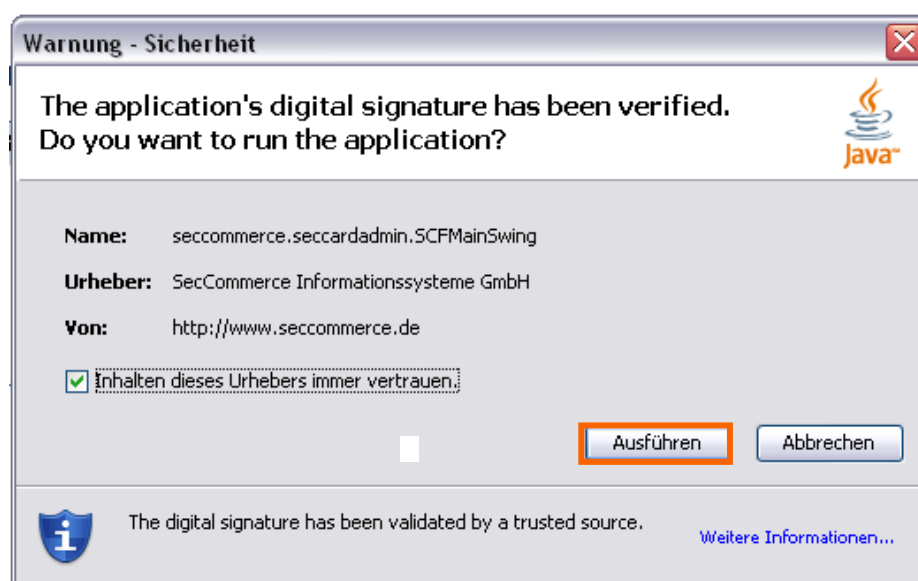 Warnung - Sicherheit
The application's digital signature has been verified.
Do you want to run the application?
Java™
Name: seccommerce.seccardadmin.SCFMainSwing
Urheber: SecCommerce Informationssysteme GmbH
Von: http://www.seccommerce.de
Inhalten dieses Urhebers immer vertrauen.
Ausführen Abbrechen
The digital signature has been validated by a trusted source.
Weitere Informationen...